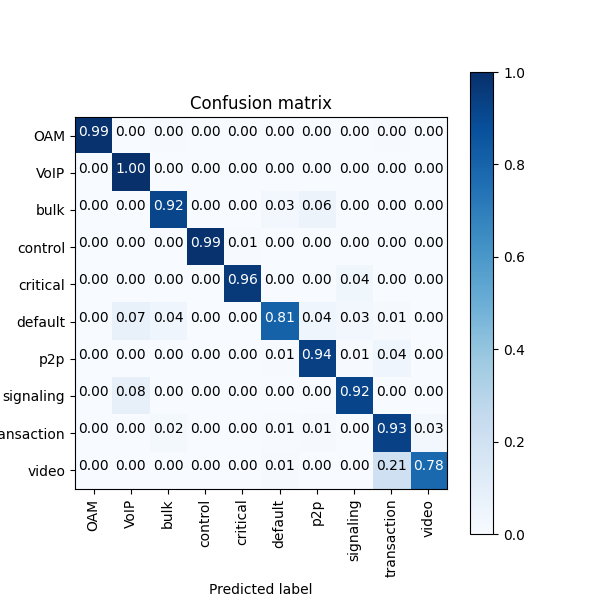 Confusion matrix
OAM 0.99 0.00 0.00 0.00 0.00 0.00 0.00 0.00 0.00 0.00
VoIP 0.00 1.00 0.00 0.00 0.00 0.00 0.00 0.00 0.00 0.00
bulk 0.00 0.00 0.92 0.00 0.00 0.03 0.06 0.00 0.00 0.00
control 0.00 0.00 0.00 0.99 0.01 0.00 0.00 0.00 0.00 0.00
critical 0.00 0.00 0.00 0.00 0.96 0.00 0.00 0.04 0.00 0.00
default 0.00 0.07 0.04 0.00 0.00 0.81 0.04 0.03 0.01 0.00
p2p 0.00 0.00 0.00 0.00 0.00 0.01 0.94 0.01 0.04 0.00
signaling 0.00 0.08 0.00 0.00 0.00 0.00 0.00 0.92 0.00 0.00
ansaction 0.00 0.00 0.02 0.00 0.00 0.01 0.01 0.00 0.93 0.03
video 0.00 0.00 0.00 0.00 0.00 0.01 0.00 0.00 0.21 0.78
OAM
VoIP
bulk
control
critical
default
p2p
signaling
transaction
video
Predicted label
1.0
0.8
0.6
0.4
0.2
0.0